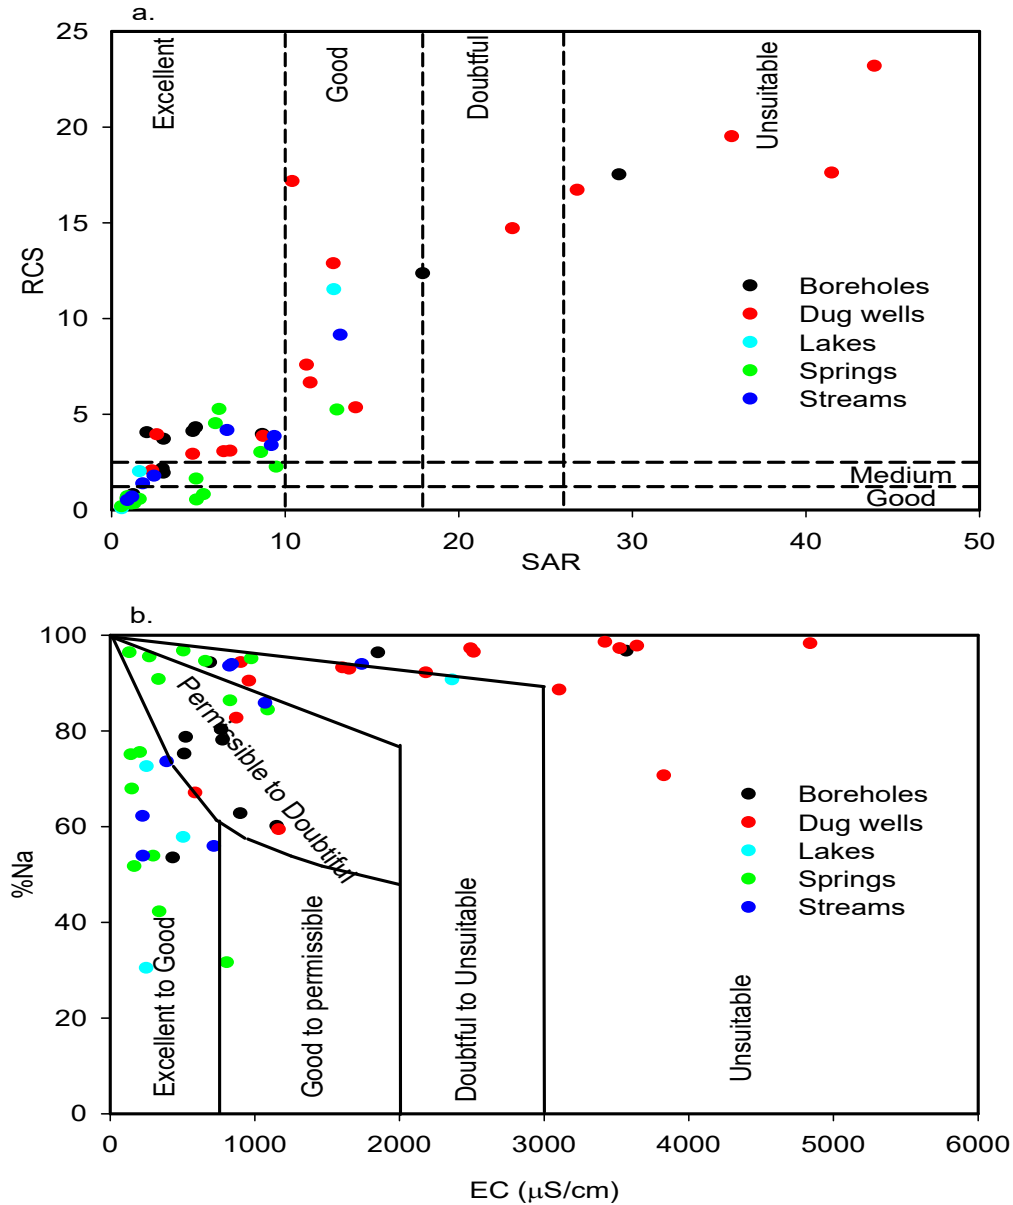 a.
25
20
15
10
5
0
RCS
Excellent
Good
Doubtful
Unsuitable
Boreholes
Dug wells
Lakes
Springs
Streams
Medium
Good
0
10
20
30
40
50
SAR
b.
100
80
60
40
20
0
%Na
Permissible to Doubtiful
Excellent to Good
Good to permissible
Doubtful to Unsuitable
Unsuitable
Boreholes
Dug wells
Lakes
Springs
Streams
0
1000
2000
3000
4000
5000
6000
EC (µS/cm)